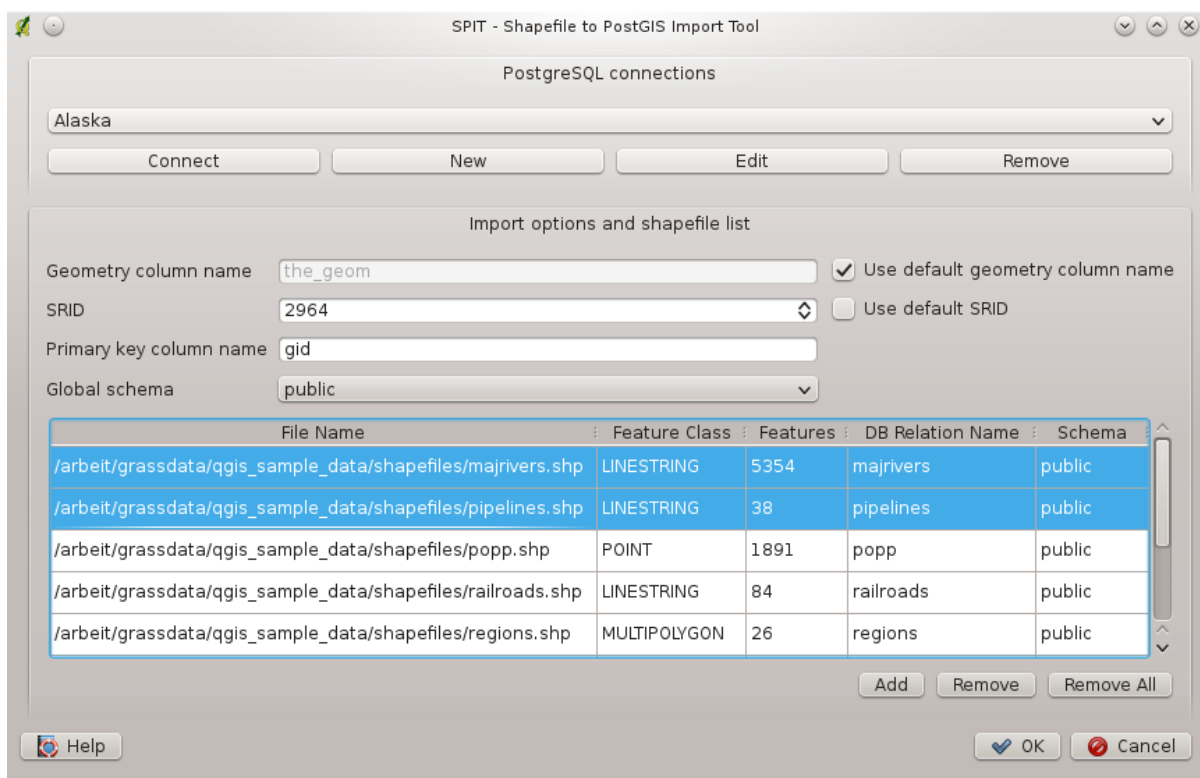 SPIT - Shapefile to PostGIS Import Tool
PostgreSQL connections
Alaska
Connect New Edit Remove
Import options and shapefile list
Geometry column name the_geom Use default geometry column name
SRID 2964 Use default SRID
Primary key column name gid
Global schema public
File Name Feature Class Features DB Relation Name Schema
/arbeit/grassdata/qgis_sample_data/shapefiles/majrivers.shp LINESTRING 5354 majrivers public
/arbeit/grassdata/qgis_sample_data/shapefiles/pipelines.shp LINESTRING 38 pipelines public
/arbeit/grassdata/qgis_sample_data/shapefiles/popp.shp POINT 1891 popp public
/arbeit/grassdata/qgis_sample_data/shapefiles/railroads.shp LINESTRING 84 railroads public
/arbeit/grassdata/qgis_sample_data/shapefiles/regions.shp MULTIPOLYGON 26 regions public
Add Remove Remove All
Help OK Cancel